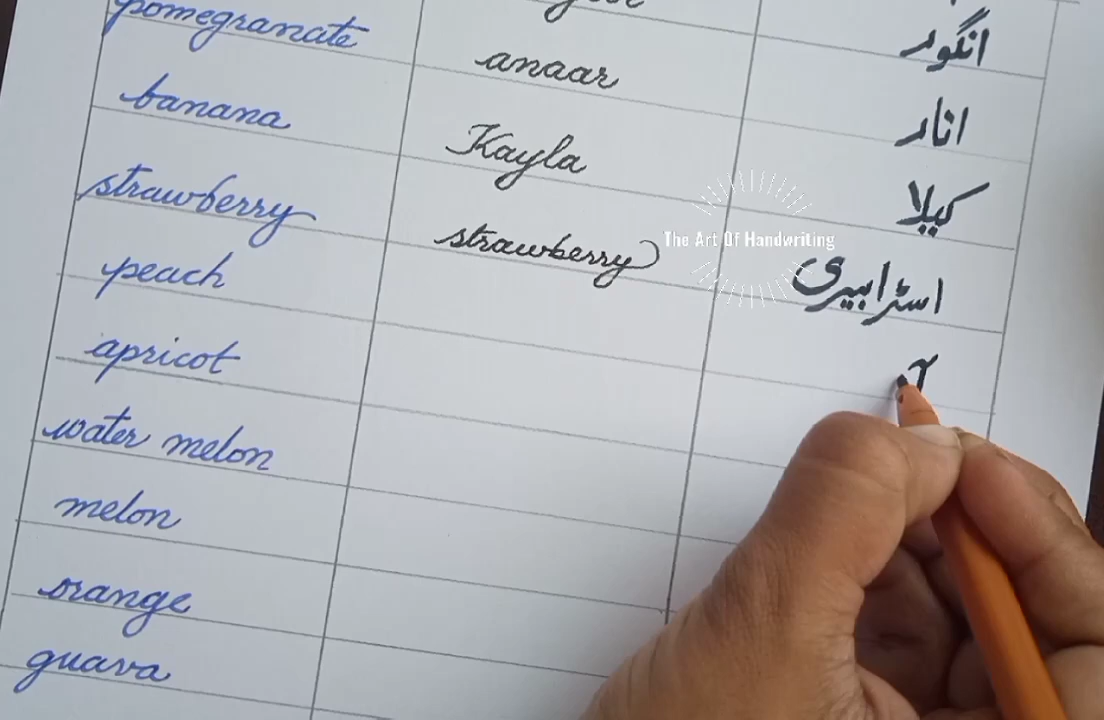 pomegranate انگور
banana anaar انار
strawberry Kayla کیلا
peach strawberry اسٹرابیری
apricot آ
water melon
melon
orange
guava
The Art Of Handwriting